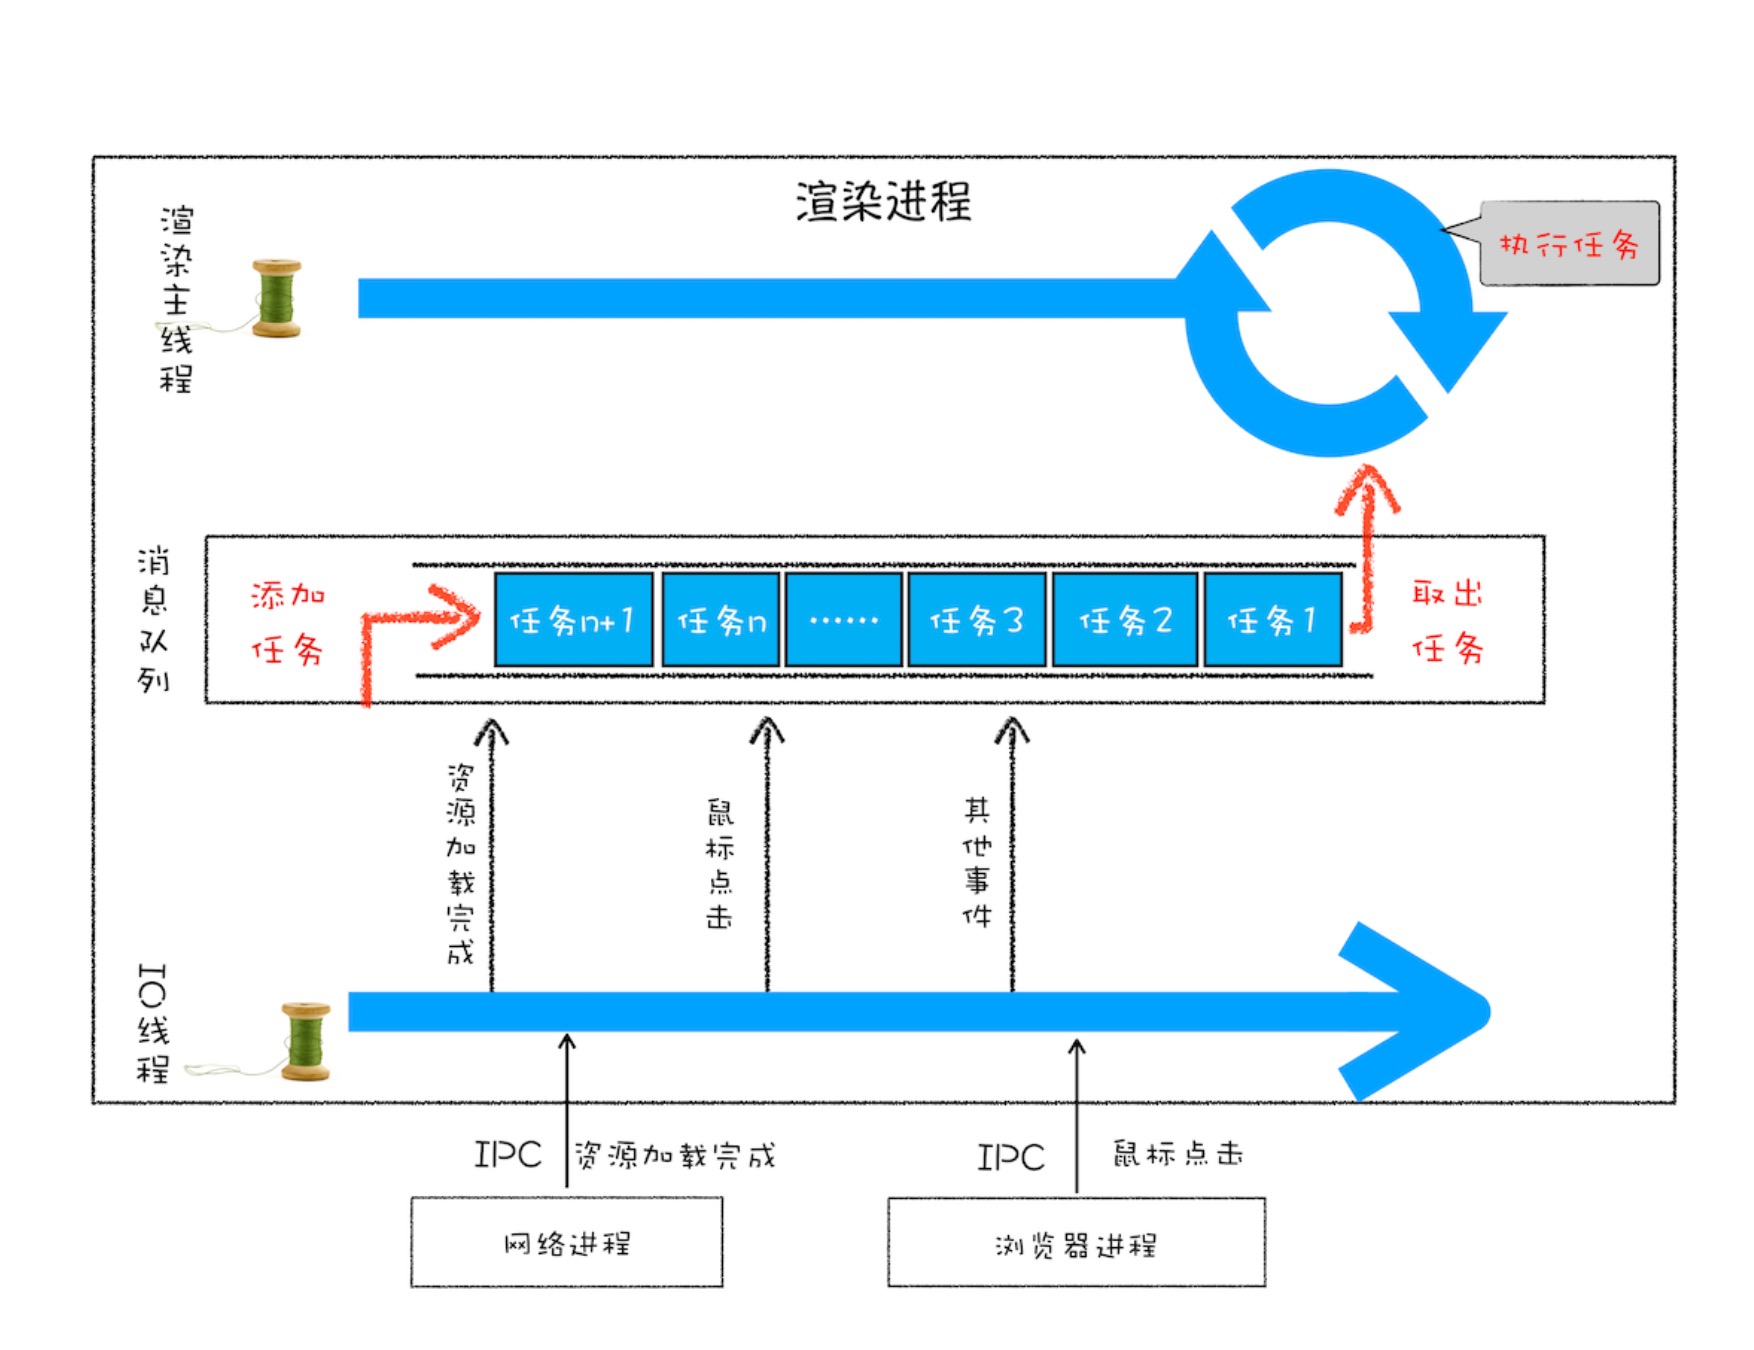 渲染进程
渲染主线程
执行任务
消息队列
添加
任务
任务n+1
任务n
……
任务3
任务2
任务1
取出
任务
资源加载完成
鼠标点击
其他事件
IO线程
IPC
资源加载完成
IPC
鼠标点击
网络进程
浏览器进程